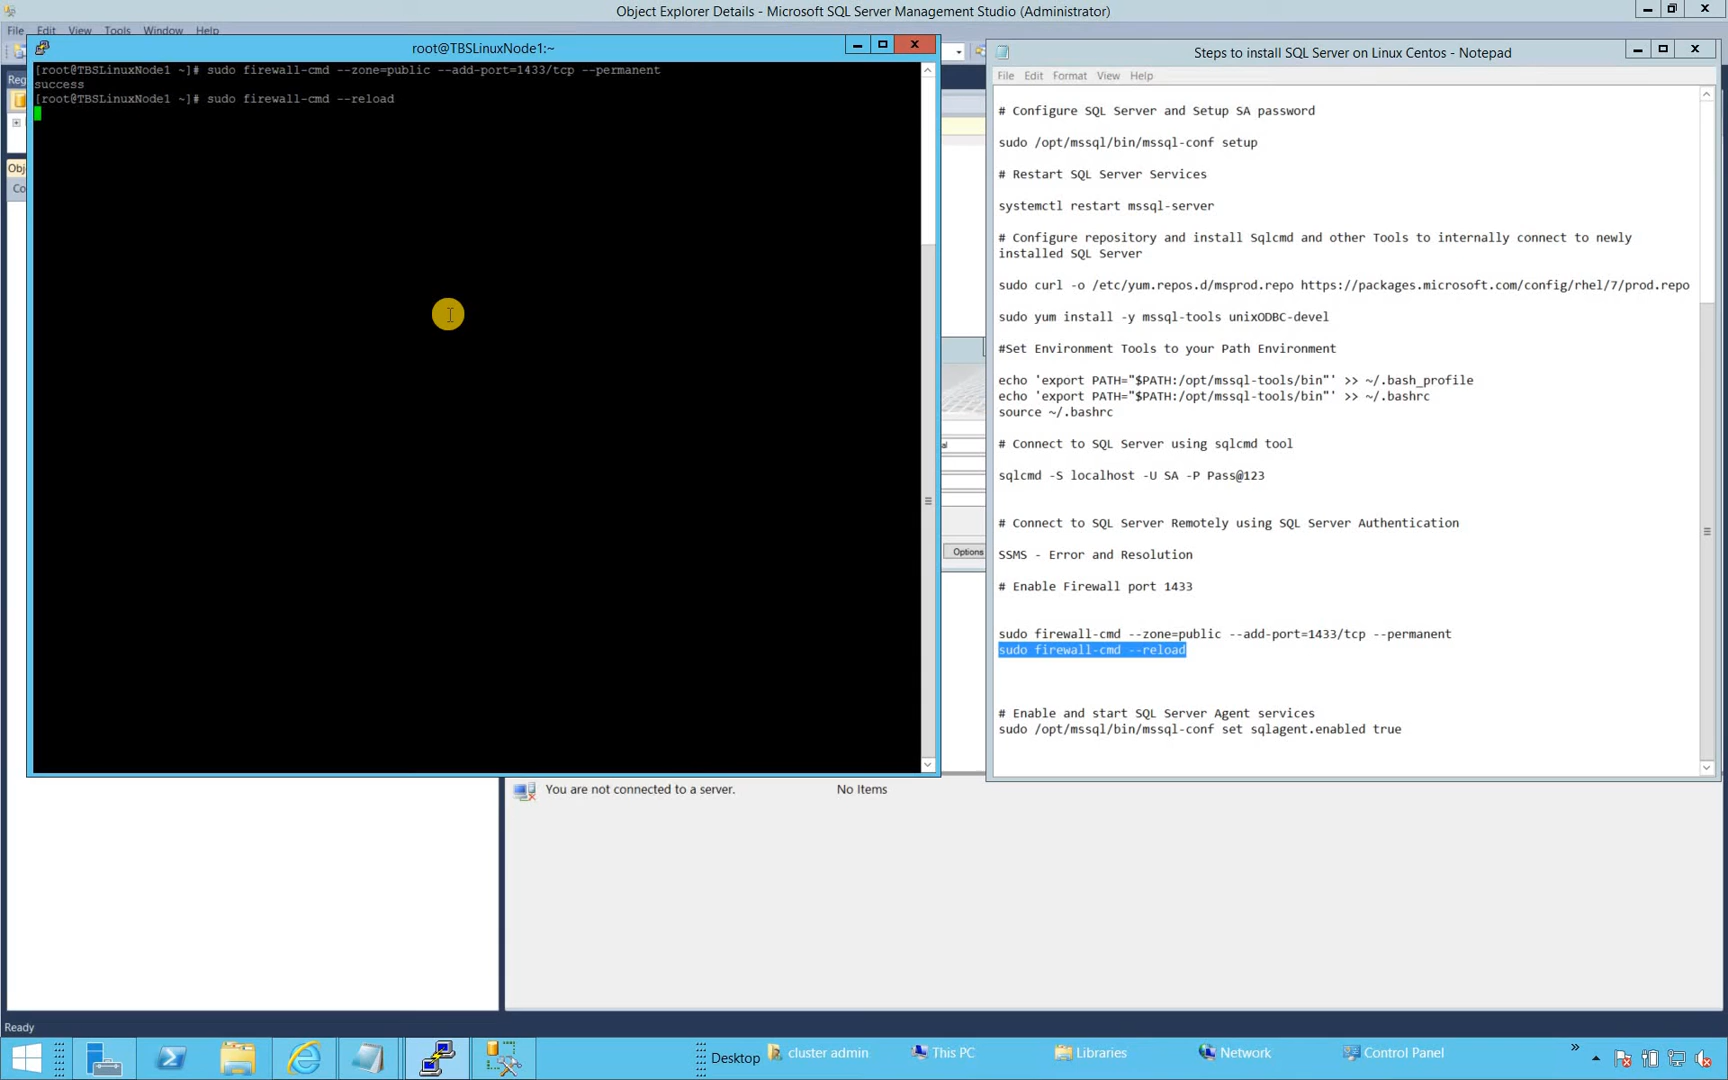 Object Explorer Details - Microsoft SQL Server Management Studio (Administrator)
File Edit View Tools Window Help
root@TBSLinuxNode1:~
[root@TBSLinuxNode1 ~]# sudo firewall-cmd --zone=public --add-port=1433/tcp --permanent
success
[root@TBSLinuxNode1 ~]# sudo firewall-cmd --reload
Reg
Obj
Co
Options
Steps to install SQL Server on Linux Centos - Notepad
File Edit Format View Help
# Configure SQL Server and Setup SA password
sudo /opt/mssql/bin/mssql-conf setup
# Restart SQL Server Services
systemctl restart mssql-server
# Configure repository and install Sqlcmd and other Tools to internally connect to newly
installed SQL Server
sudo curl -o /etc/yum.repos.d/msprod.repo https://packages.microsoft.com/config/rhel/7/prod.repo
sudo yum install -y mssql-tools unixODBC-devel
#Set Environment Tools to your Path Environment
echo 'export PATH="$PATH:/opt/mssql-tools/bin"' >> ~/.bash_profile
echo 'export PATH="$PATH:/opt/mssql-tools/bin"' >> ~/.bashrc
source ~/.bashrc
# Connect to SQL Server using sqlcmd tool
sqlcmd -S localhost -U SA -P Pass@123
# Connect to SQL Server Remotely using SQL Server Authentication
SSMS - Error and Resolution
# Enable Firewall port 1433
sudo firewall-cmd --zone=public --add-port=1433/tcp --permanent
sudo firewall-cmd --reload
# Enable and start SQL Server Agent services
sudo /opt/mssql/bin/mssql-conf set sqlagent.enabled true
You are not connected to a server. No Items
Ready
Desktop cluster admin This PC Libraries Network Control Panel